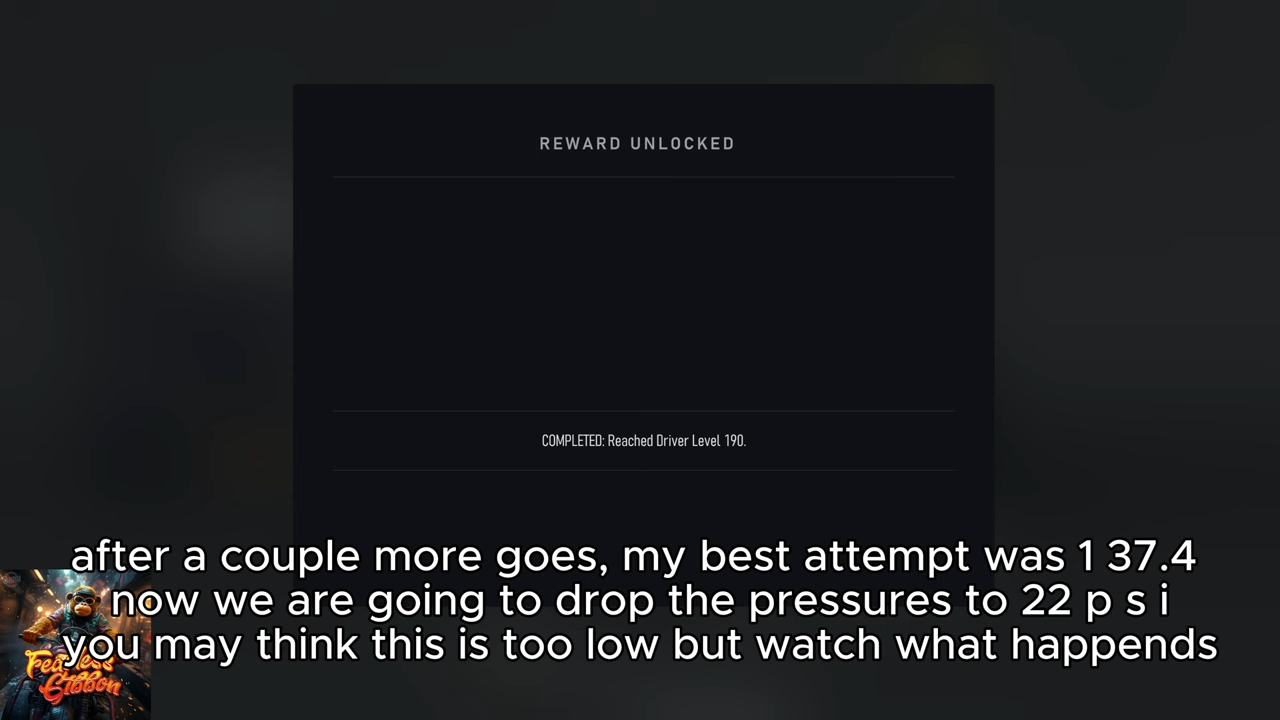 REWARD UNLOCKED
COMPLETED: Reached Driver Level 190.
after a couple more goes, my best attempt was 1 37.4
now we are going to drop the pressures to 22 p s i
you may think this is too low but watch what happends
Fearless
Gibbon